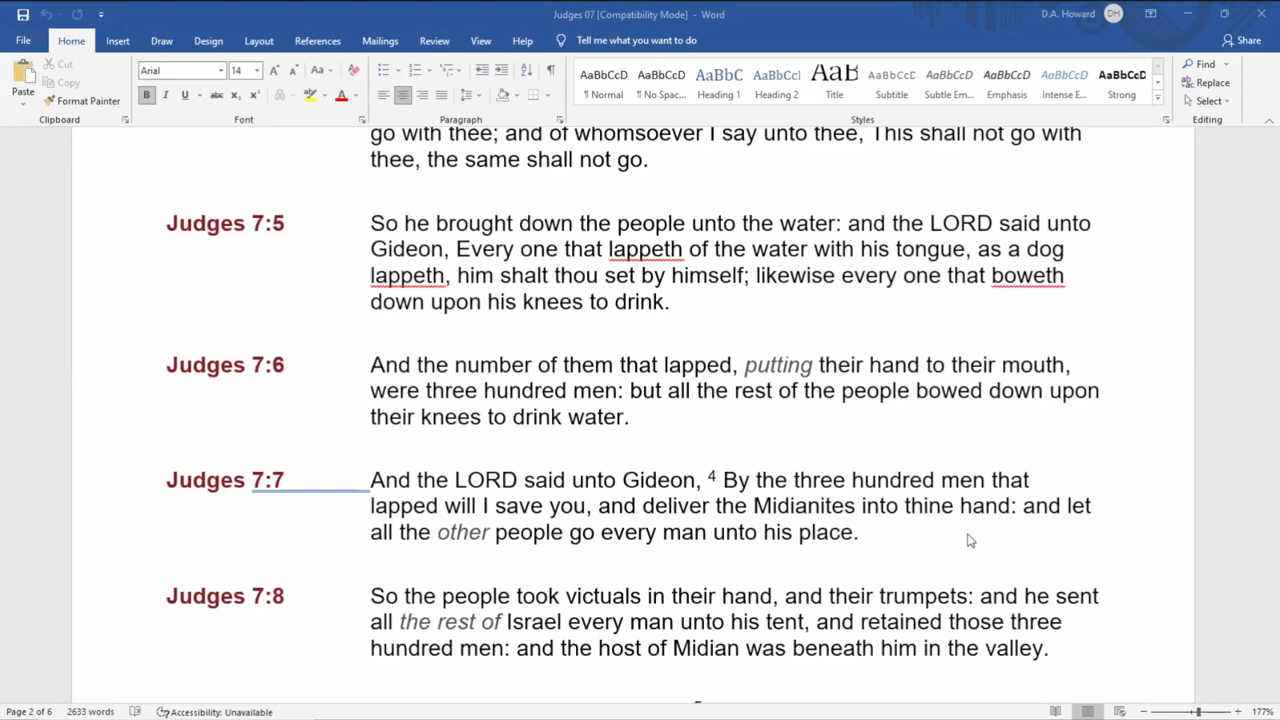 Judges 07 [Compatibility Mode] - Word
D.A. Howard DH
File Home Insert Draw Design Layout References Mailings Review View Help Tell me what you want to do Share
Paste
Cut
Copy
Format Painter
Clipboard
Arial 14
Font
Paragraph
AaBbCcD AaBbCcD AaBbC AaBbCcI AaB AaBbCcD AaBbCcD AaBbCcD AaBbCcD AaBbCcD
¶ Normal ¶ No Spac... Heading 1 Heading 2 Title Subtitle Subtle Em... Emphasis Intense E... Strong
Styles
Find
Replace
Select
Editing
go with thee; and of whomsoever I say unto thee, This shall not go with
thee, the same shall not go.
Judges 7:5 So he brought down the people unto the water: and the LORD said unto
Gideon, Every one that lappeth of the water with his tongue, as a dog
lappeth, him shalt thou set by himself; likewise every one that boweth
down upon his knees to drink.
Judges 7:6 And the number of them that lapped, putting their hand to their mouth,
were three hundred men: but all the rest of the people bowed down upon
their knees to drink water.
Judges 7:7 And the LORD said unto Gideon, ⁴ By the three hundred men that
lapped will I save you, and deliver the Midianites into thine hand: and let
all the other people go every man unto his place.
Judges 7:8 So the people took victuals in their hand, and their trumpets: and he sent
all the rest of Israel every man unto his tent, and retained those three
hundred men: and the host of Midian was beneath him in the valley.
Page 2 of 6 2633 words Accessibility: Unavailable 177%